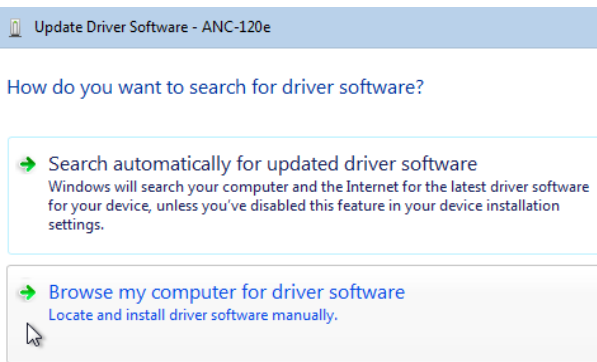 Update Driver Software - ANC-120e
How do you want to search for driver software?
Search automatically for updated driver software
Windows will search your computer and the Internet for the latest driver software
for your device, unless you've disabled this feature in your device installation
settings.
Browse my computer for driver software
Locate and install driver software manually.